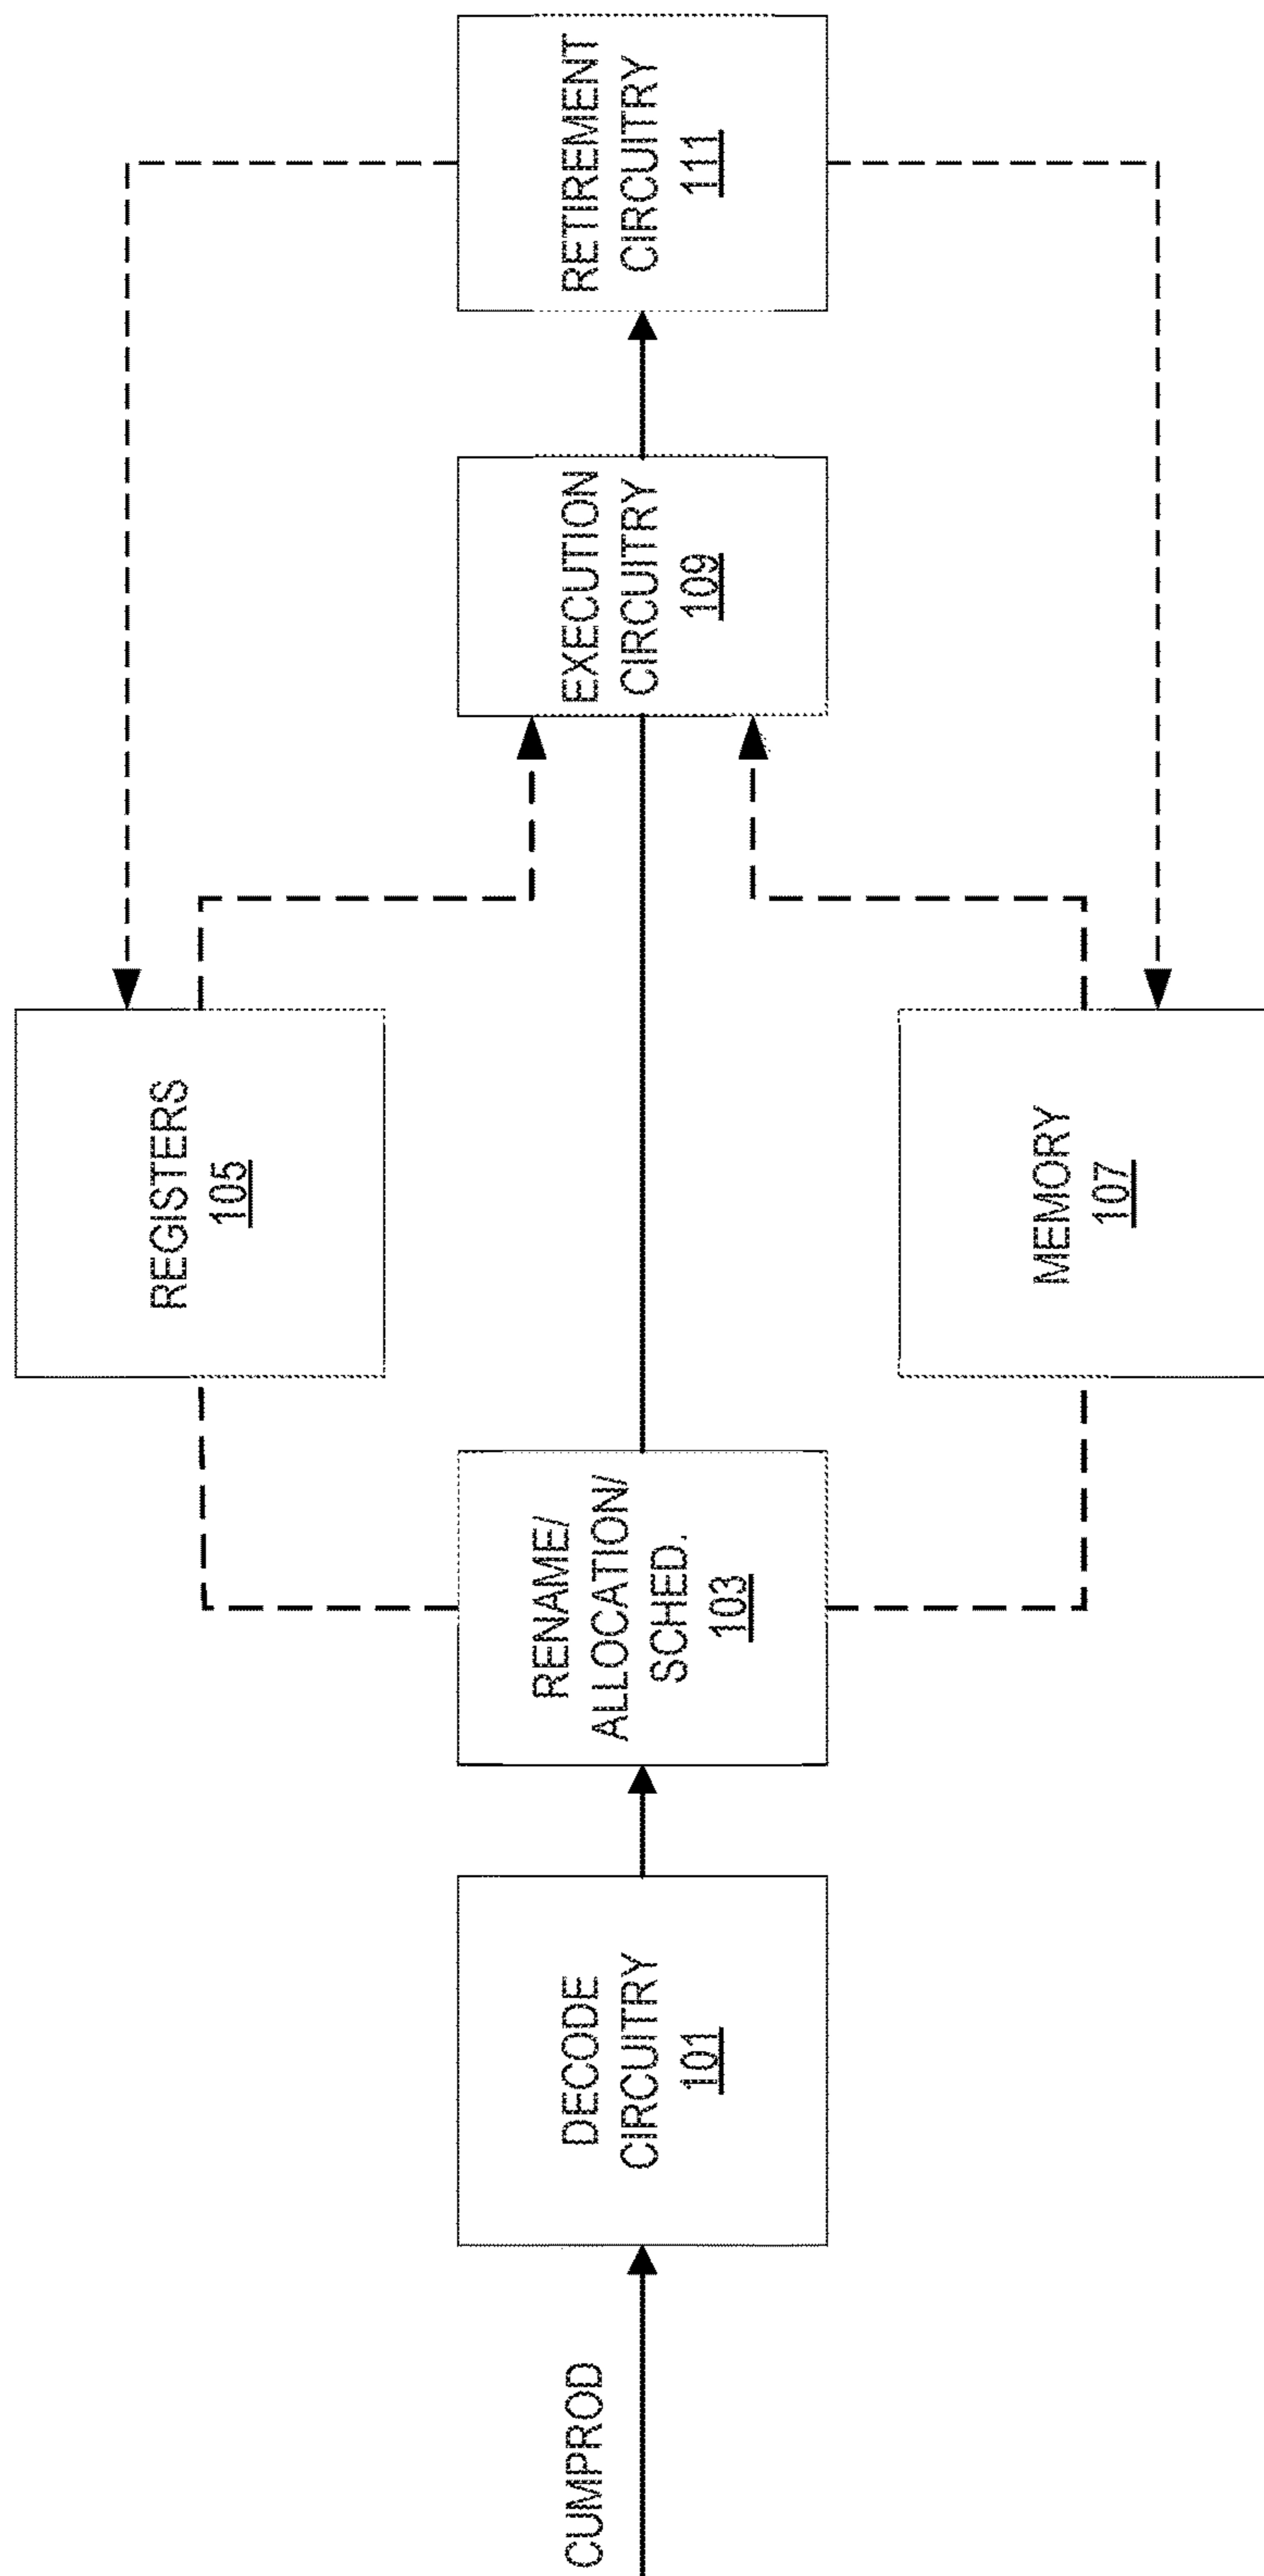 CUMPROD
DECODE
CIRCUITRY
101
RENAME/
ALLOCATION/
SCHED.
103
REGISTERS
105
MEMORY
107
EXECUTION
CIRCUITRY
109
RETIREMENT
CIRCUITRY
111